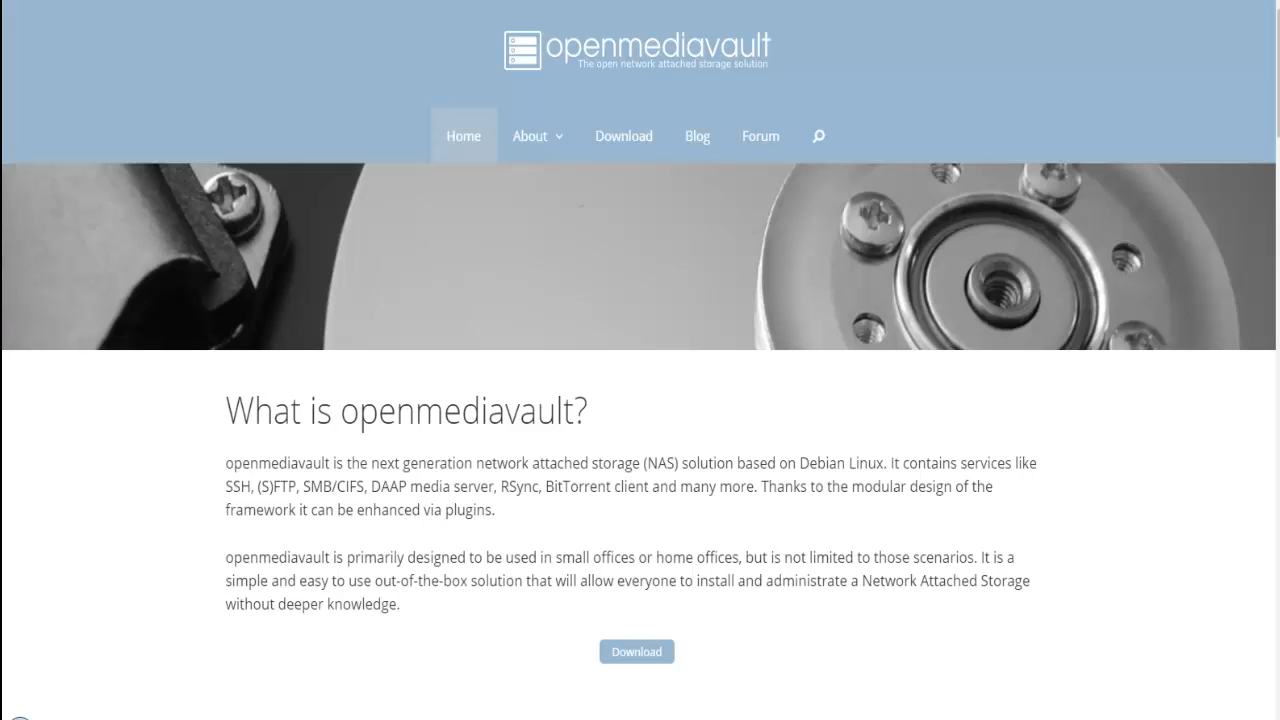 openmediavault
The open network attached storage solution
Home About Download Blog Forum
What is openmediavault?
openmediavault is the next generation network attached storage (NAS) solution based on Debian Linux. It contains services like
SSH, (S)FTP, SMB/CIFS, DAAP media server, RSync, BitTorrent client and many more. Thanks to the modular design of the
framework it can be enhanced via plugins.
openmediavault is primarily designed to be used in small offices or home offices, but is not limited to those scenarios. It is a
simple and easy to use out-of-the-box solution that will allow everyone to install and administrate a Network Attached Storage
without deeper knowledge.
Download